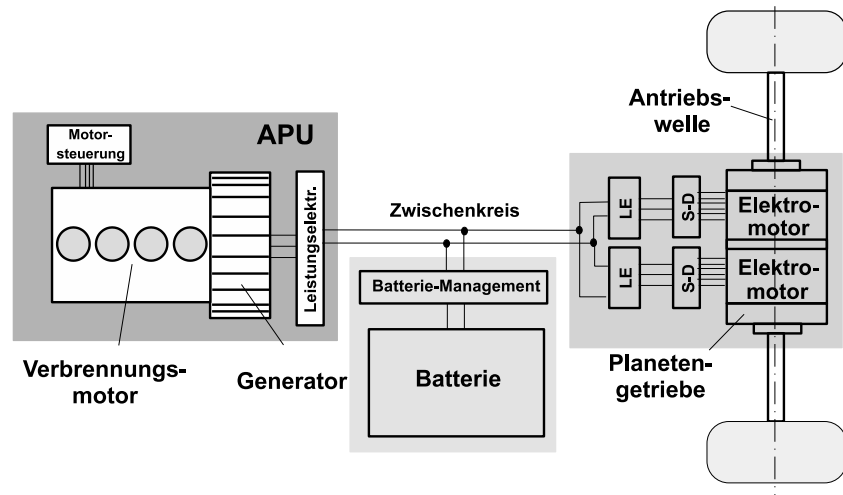 Motor-
steuerung
APU
Leistungselektr.
Verbrennungs-
motor
Generator
Zwischenkreis
Batterie-Management
Batterie
Antriebs-
welle
LE
S-D
Elektro-
motor
LE
S-D
Elektro-
motor
Planeten-
getriebe